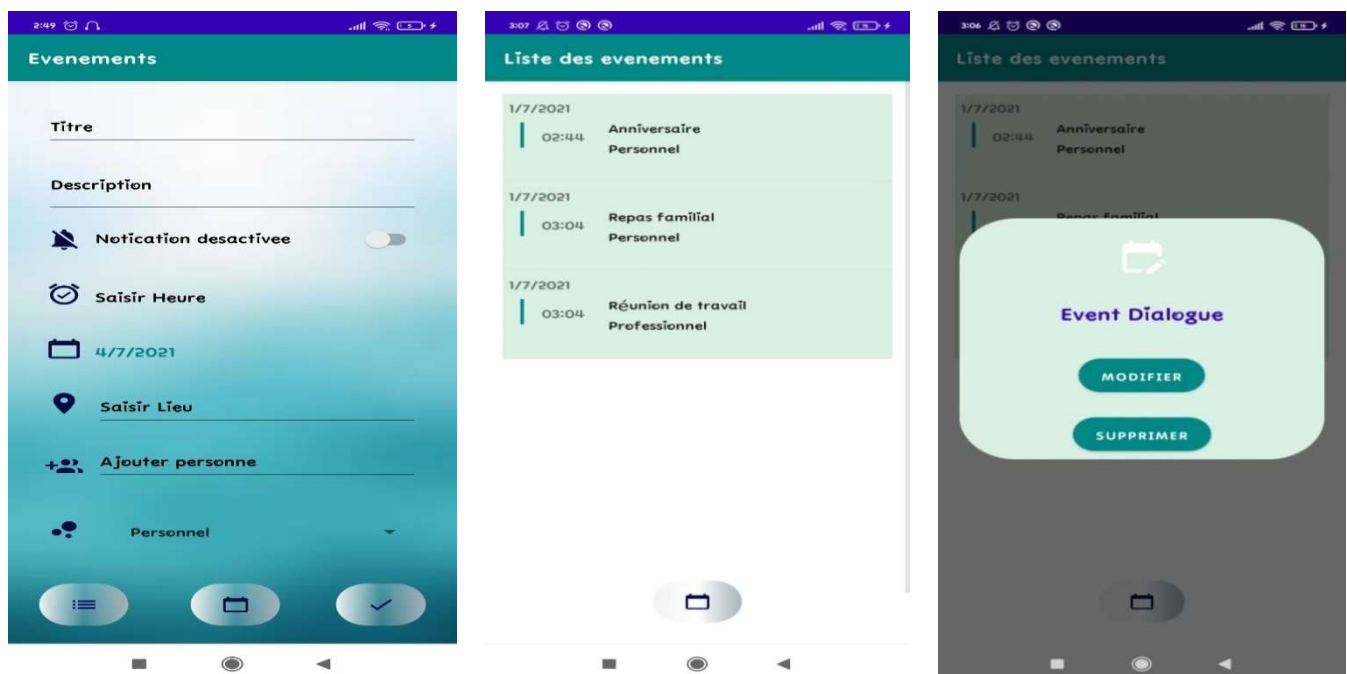 2:49
Evenements
Titre
Description
Notication desactivee
Saisir Heure
4/7/2021
Saisir Lieu
Ajouter personne
Personnel
3:07
Liste des evenements
1/7/2021
02:44
Anniversaire
Personnel
1/7/2021
03:04
Repas familial
Personnel
1/7/2021
03:04
Réunion de travail
Professionnel
3:06
Liste des evenements
1/7/2021
02:44
Anniversaire
Personnel
1/7/2021
Repas familial
Event Dialogue
MODIFIER
SUPPRIMER